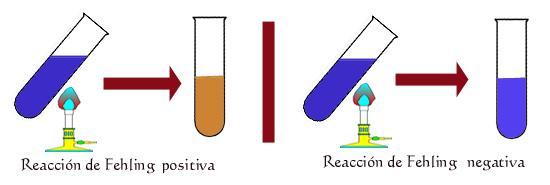 Reacción de Fehling positiva
Reacción de Fehling negativa